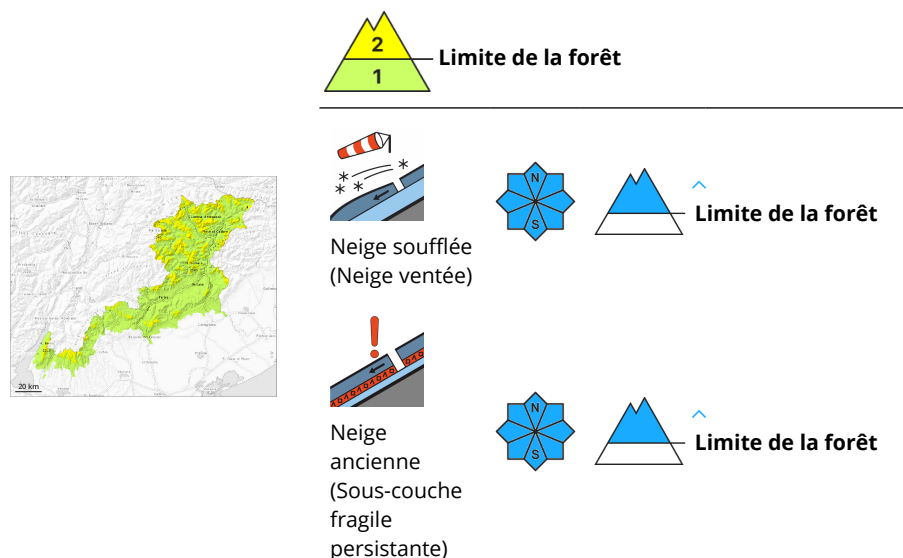 2
Limite de la forêt
1
N
S
Limite de la forêt
Neige soufflée
(Neige ventée)
20 km
N
S
Limite de la forêt
Neige
ancienne
(Sous-couche
fragile
persistante)